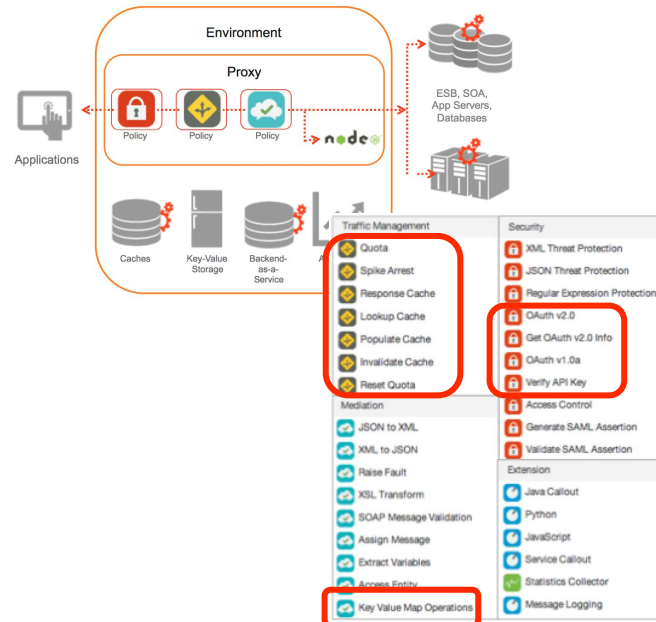 Environment
Proxy
Policy
Policy
Policy
node
Applications
ESB, SOA,
App Servers,
Databases
Caches
Key-Value
Storage
Backend-
as-a-
Service
Traffic Management
Quota
Spike Arrest
Response Cache
Lookup Cache
Populate Cache
Invalidate Cache
Reset Quota
Mediation
JSON to XML
XML to JSON
Raise Fault
XSL Transform
SOAP Message Validation
Assign Message
Extract Variables
Access Entity
Key Value Map Operations
Security
XML Threat Protection
JSON Threat Protection
Regular Expression Protection
OAuth v2.0
Get OAuth v2.0 Info
OAuth v1.0a
Verify API Key
Access Control
Generate SAML Assertion
Validate SAML Assertion
Extension
Java Callout
Python
JavaScript
Service Callout
Statistics Collector
Message Logging